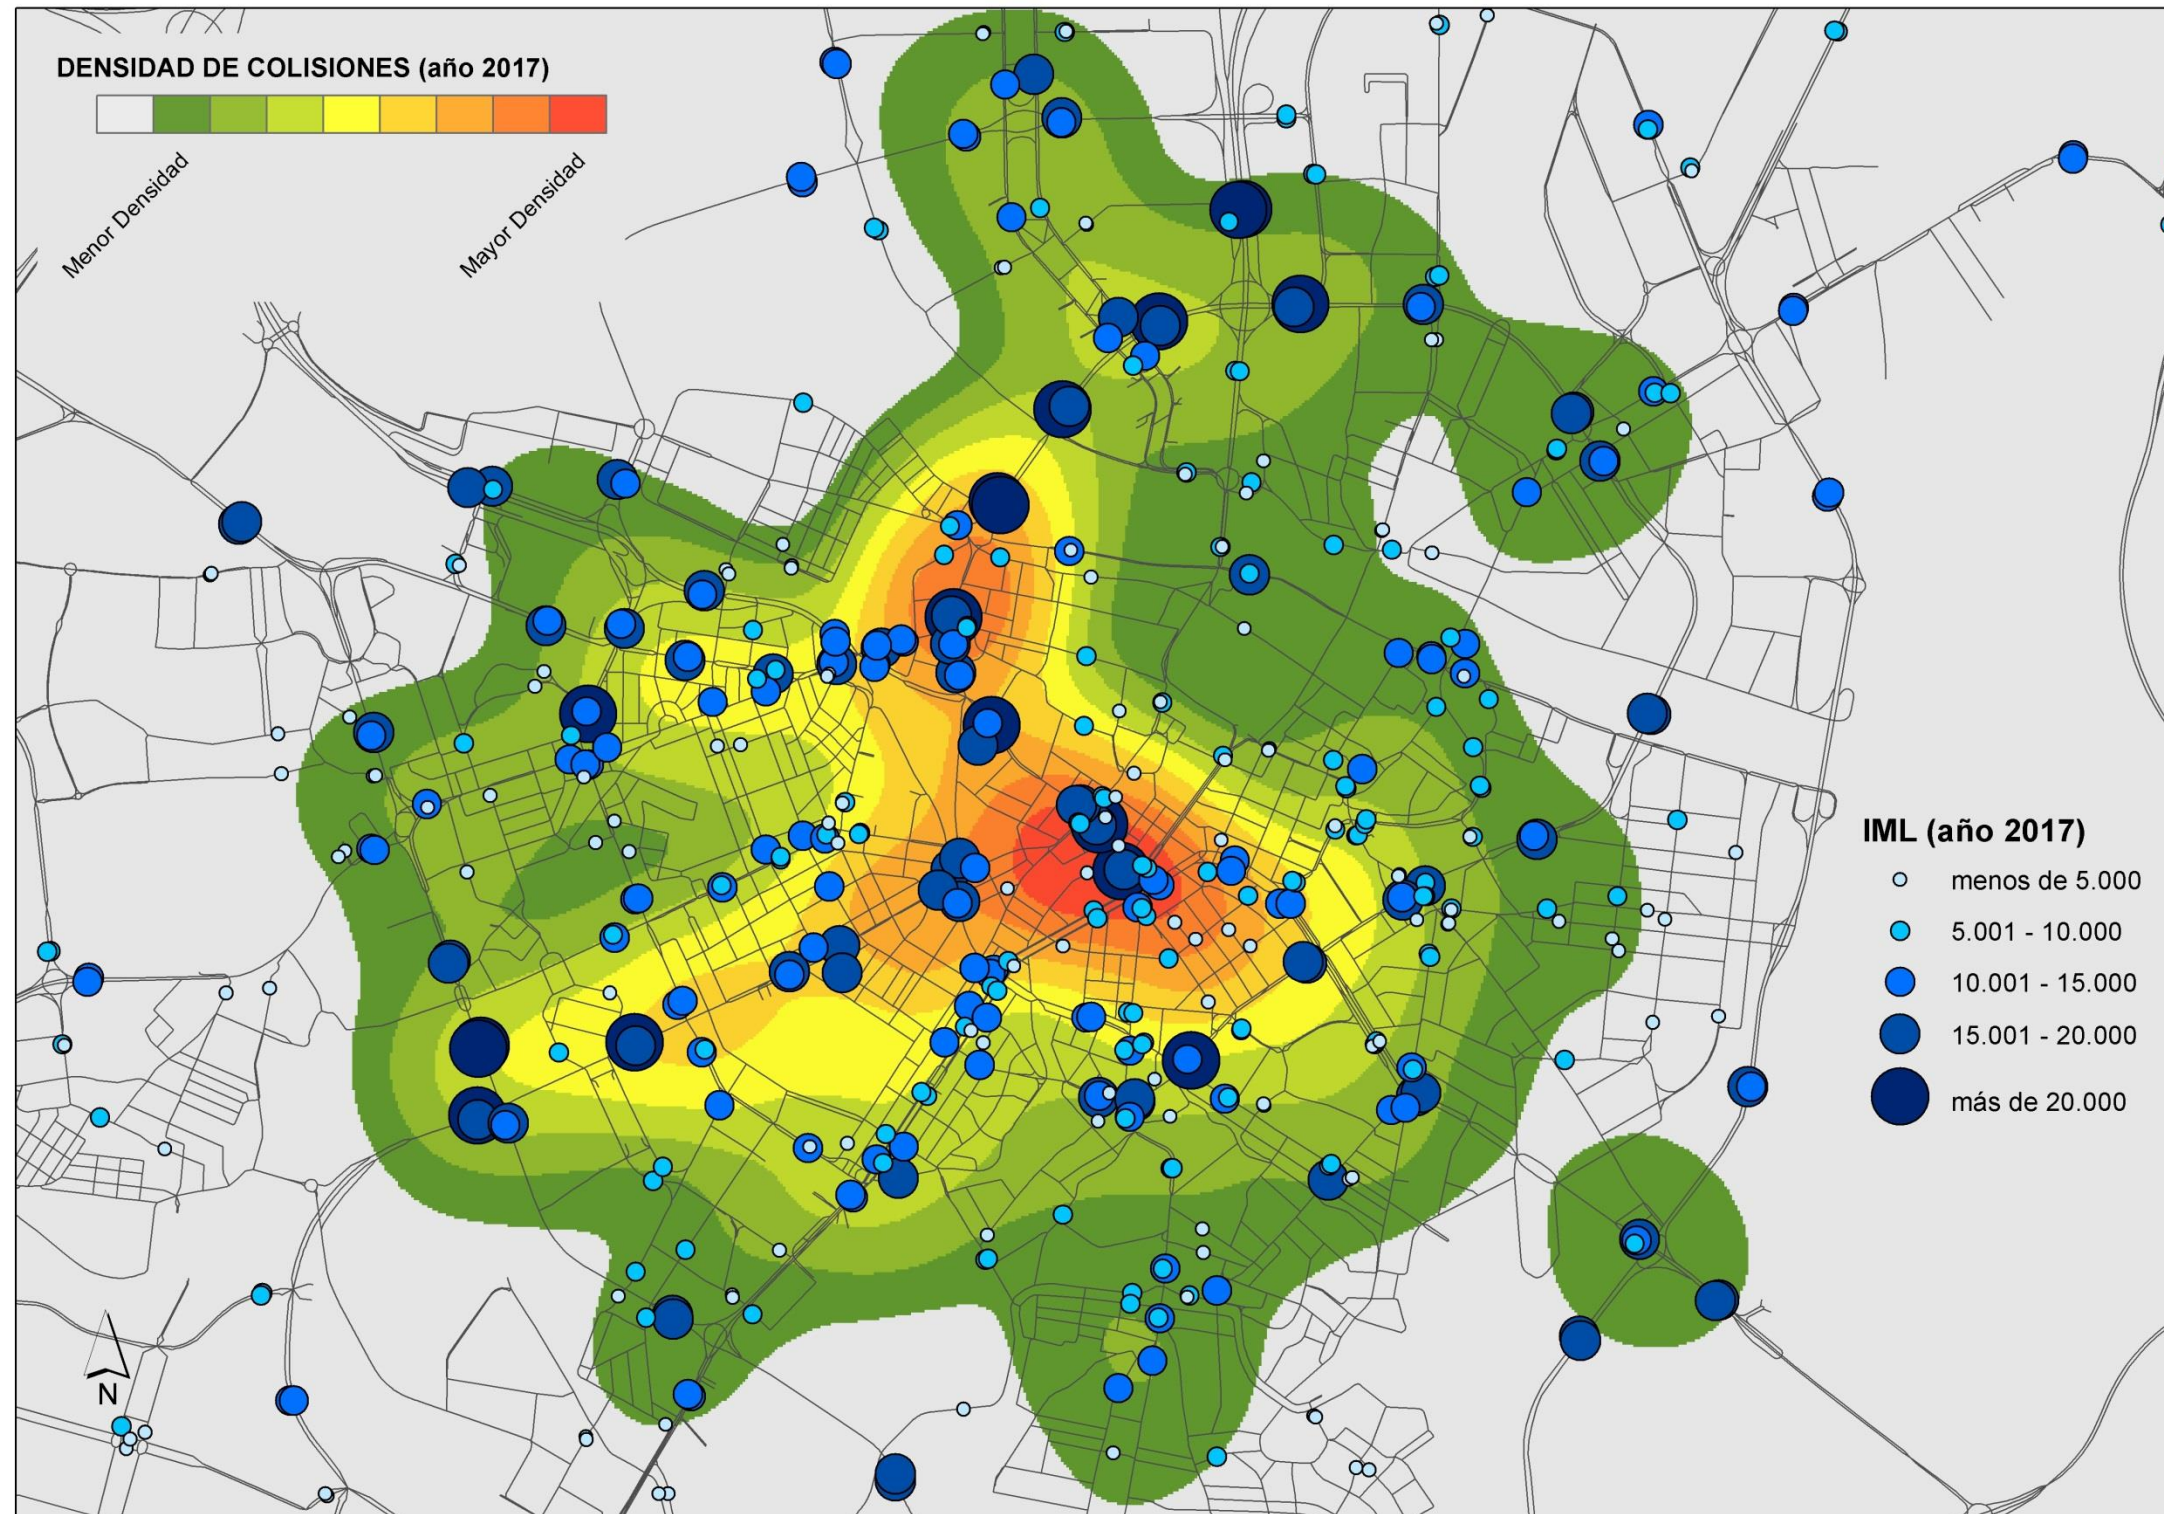 DENSIDAD DE COLISIONES (año 2017)
Menor Densidad
Mayor Densidad
IML (año 2017)
menos de 5.000
5.001 - 10.000
10.001 - 15.000
15.001 - 20.000
más de 20.000
N